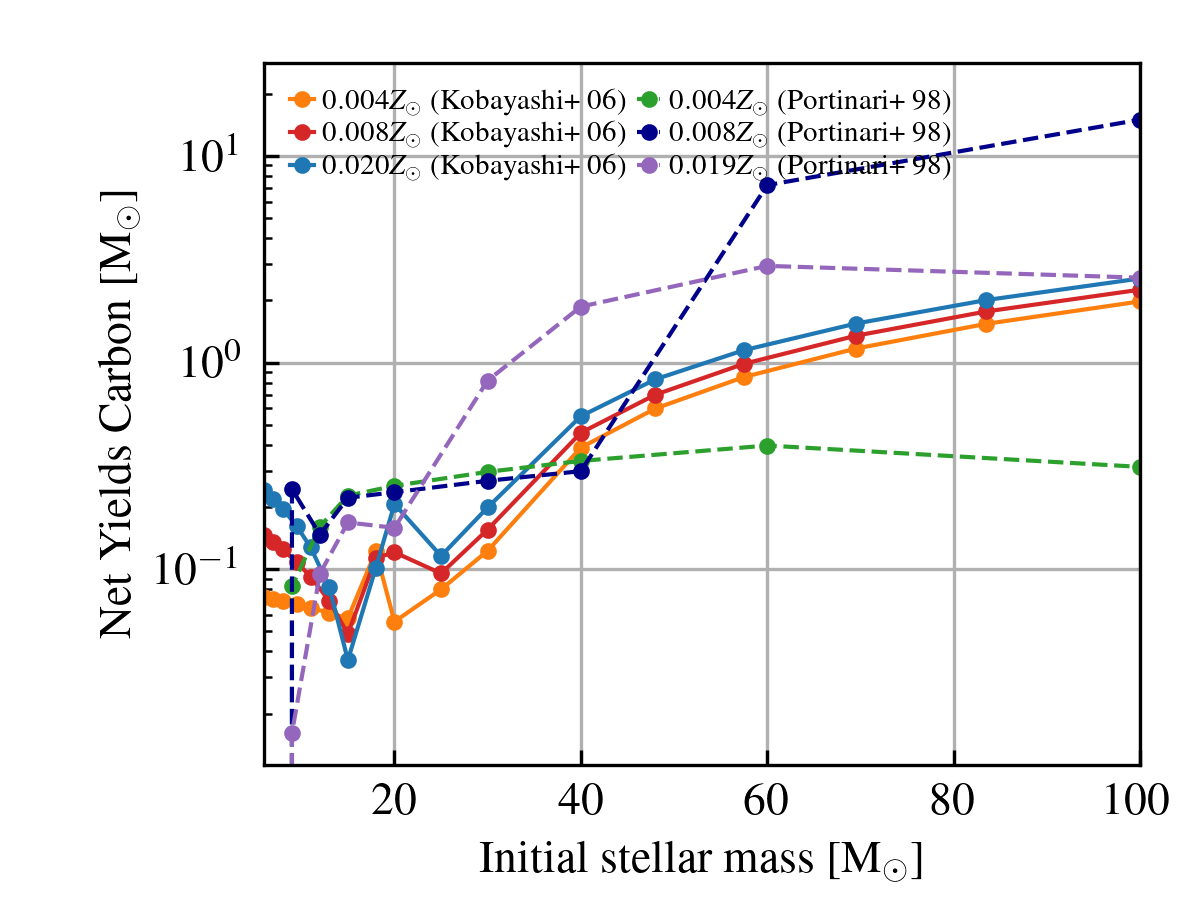 0.004Z☉ (Kobayashi+ 06) 0.004Z☉ (Portinari+ 98)
0.008Z☉ (Kobayashi+ 06) 0.008Z☉ (Portinari+ 98)
0.020Z☉ (Kobayashi+ 06) 0.019Z☉ (Portinari+ 98)
10¹
10⁰
10⁻¹
Net Yields Carbon [M☉]
20 40 60 80 100
Initial stellar mass [M☉]